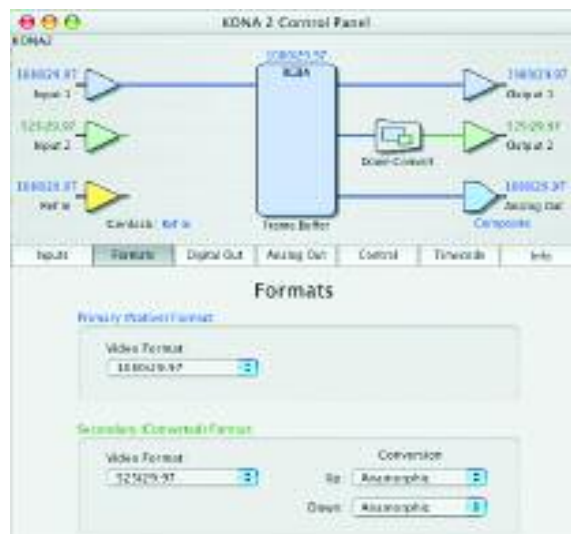 KONA 2 Control Panel
KONA2
1080i29.97
1080i29.97
Input 1
1080i29.97
Output 1
525i29.97
Input 2
Down-Convert
525i29.97
Output 2
1080i29.97
Ref In
1080i29.97
Analog Out
Ref In
Frame Buffer
Composite
Inputs
Formats
Digital Out
Analog Out
Control
Timecode
Info
Formats
Primary (Native) Format
Video Format
1080i29.97
Secondary (Converted) Format
Video Format
Conversion
525i29.97
Up: Anamorphic
Down: Anamorphic